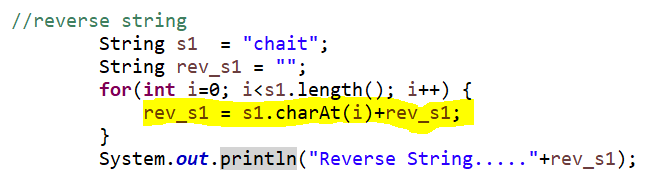 //reverse string
String s1  = "chait";
String rev_s1 = "";
for(int i=0; i<s1.length(); i++) {
rev_s1 = s1.charAt(i)+rev_s1;
}
System.out.println("Reverse String....."+rev_s1);